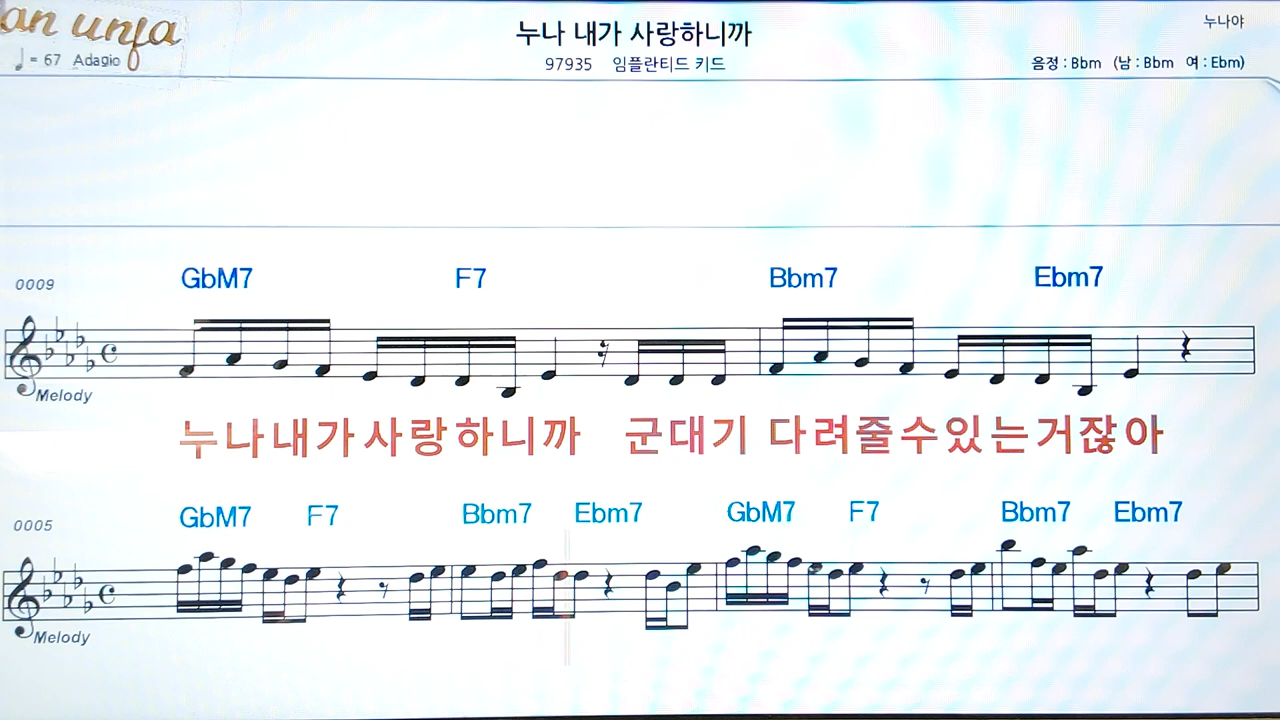 an unja
누나 내가 사랑하니까
누나야
♩ = 67 Adagio
97935 임플란티드 키드
음정 : Bbm (남 : Bbm 여 : Ebm)
0009
GbM7 F7 Bbm7 Ebm7
Melody
누나내가사랑하니까 군대기 다려줄수있는거잖아
0005
GbM7 F7 Bbm7 Ebm7 GbM7 F7 Bbm7 Ebm7
Melody